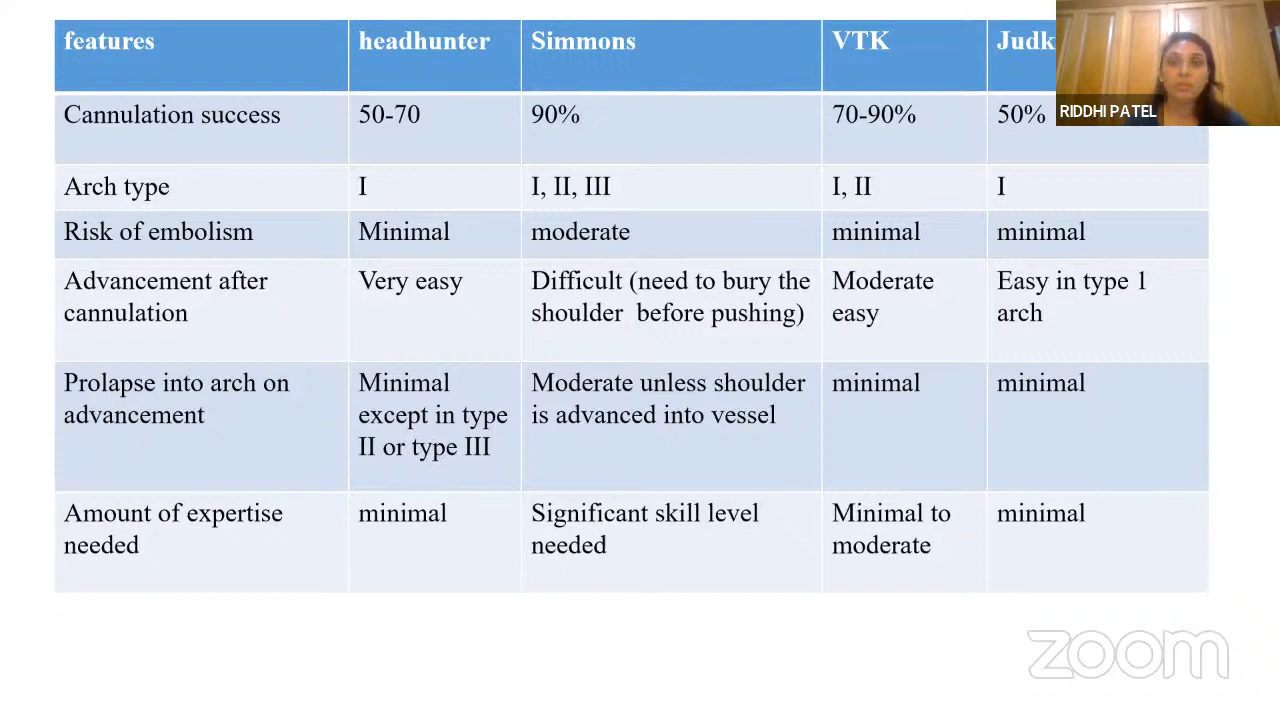 features headhunter Simmons VTK Judk
RIDDHI PATEL
Cannulation success 50-70 90% 70-90% 50%
Arch type I I, II, III I, II I
Risk of embolism Minimal moderate minimal minimal
Advancement after Very easy Difficult (need to bury the Moderate Easy in type 1
cannulation shoulder before pushing) easy arch
Prolapse into arch on Minimal Moderate unless shoulder minimal minimal
advancement except in type is advanced into vessel
II or type III
Amount of expertise minimal Significant skill level Minimal to minimal
needed needed moderate
zoom